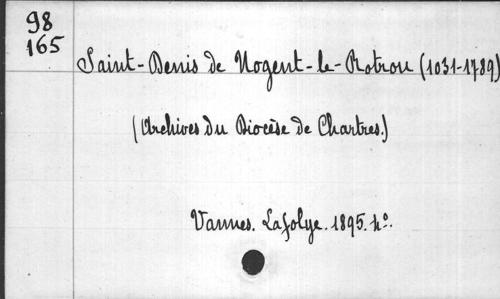 98
165
Saint-Denis de Nogent-le-Rotrou (1031-1789)
(Archives du Diocèse de Chartres.)
Vannes. Lafolye. 1895. 4º.